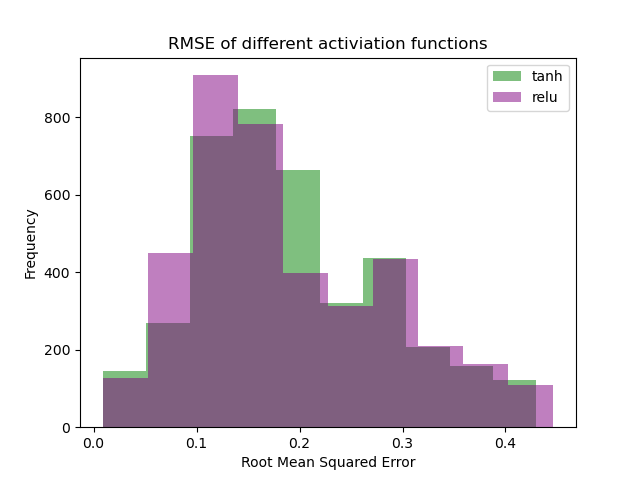 RMSE of different activiation functions
tanh
relu
800
600
400
200
0
Frequency
0.0 0.1 0.2 0.3 0.4
Root Mean Squared Error